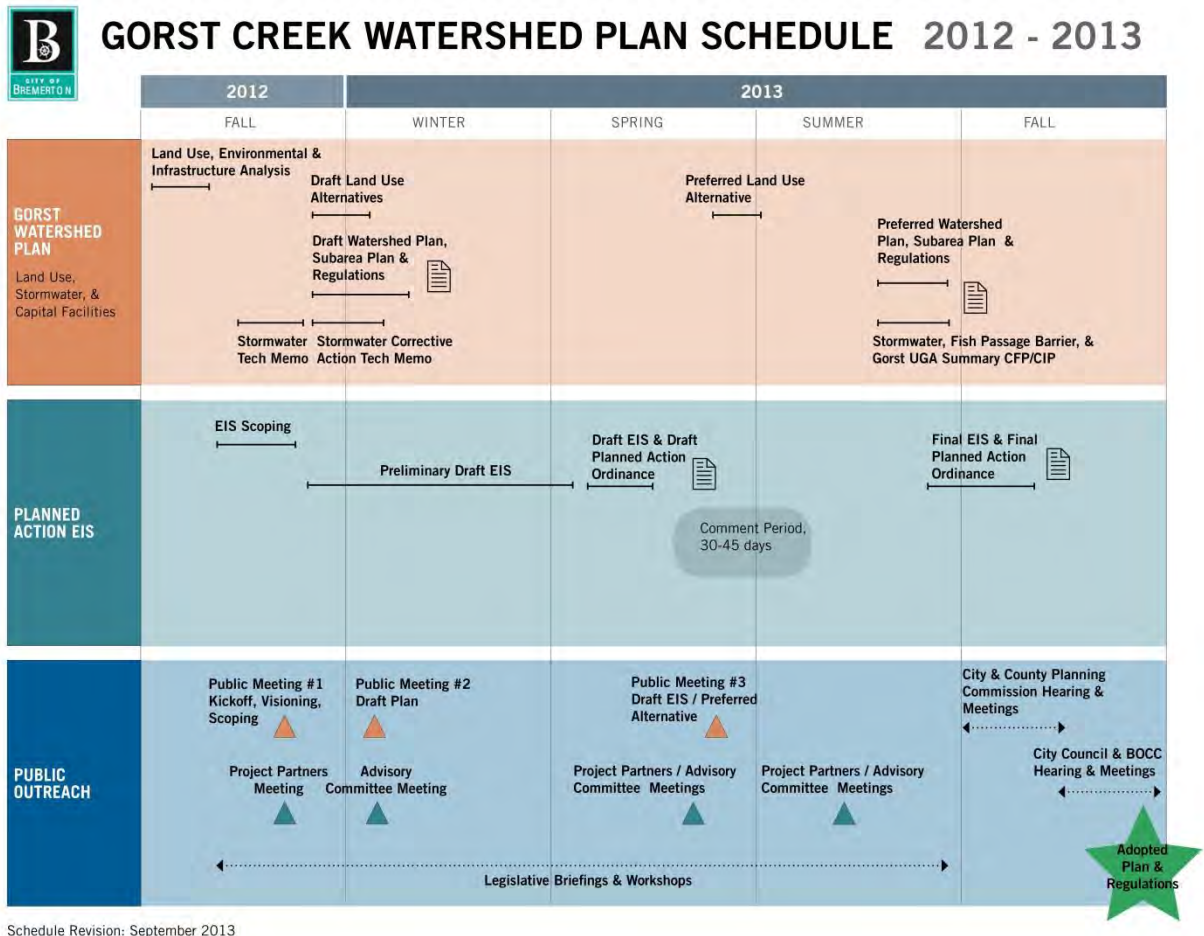 B
CITY OF
BREMERTON
GORST CREEK WATERSHED PLAN SCHEDULE 2012 - 2013
2012
2013
FALL
WINTER
SPRING
SUMMER
FALL
GORST
WATERSHED
PLAN
Land Use,
Stormwater, &
Capital Facilities
Land Use, Environmental &
Infrastructure Analysis
Draft Land Use
Alternatives
Draft Watershed Plan,
Subarea Plan &
Regulations
Stormwater
Tech Memo
Stormwater Corrective
Action Tech Memo
Preferred Land Use
Alternative
Preferred Watershed
Plan, Subarea Plan &
Regulations
Stormwater, Fish Passage Barrier, &
Gorst UGA Summary CFP/CIP
PLANNED
ACTION EIS
EIS Scoping
Preliminary Draft EIS
Draft EIS & Draft
Planned Action
Ordinance
Comment Period,
30-45 days
Final EIS & Final
Planned Action
Ordinance
PUBLIC
OUTREACH
Public Meeting #1
Kickoff, Visioning,
Scoping
Public Meeting #2
Draft Plan
Public Meeting #3
Draft EIS / Preferred
Alternative
City & County Planning
Commission Hearing &
Meetings
Project Partners
Meeting
Advisory
Committee Meeting
Project Partners / Advisory
Committee Meetings
Project Partners / Advisory
Committee Meetings
City Council & BOCC
Hearing & Meetings
Legislative Briefings & Workshops
Adopted
Plan &
Regulations
Schedule Revision: September 2013